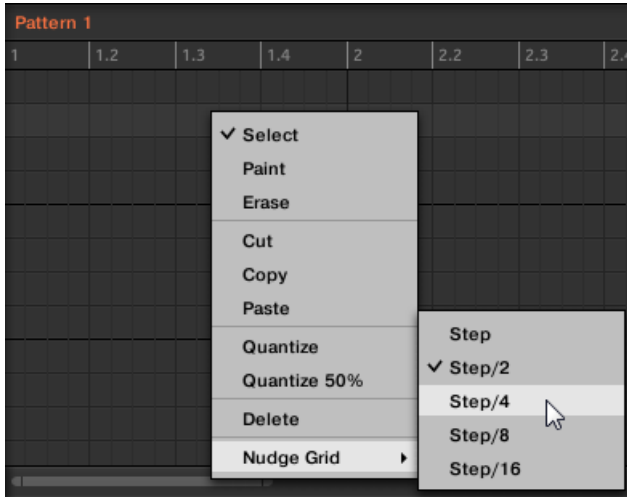 Pattern 1
1 1.2 1.3 1.4 2 2.2 2.3 2.4
Select
Paint
Erase
Cut
Copy
Paste
Quantize
Quantize 50%
Delete
Nudge Grid
Step
Step/2
Step/4
Step/8
Step/16